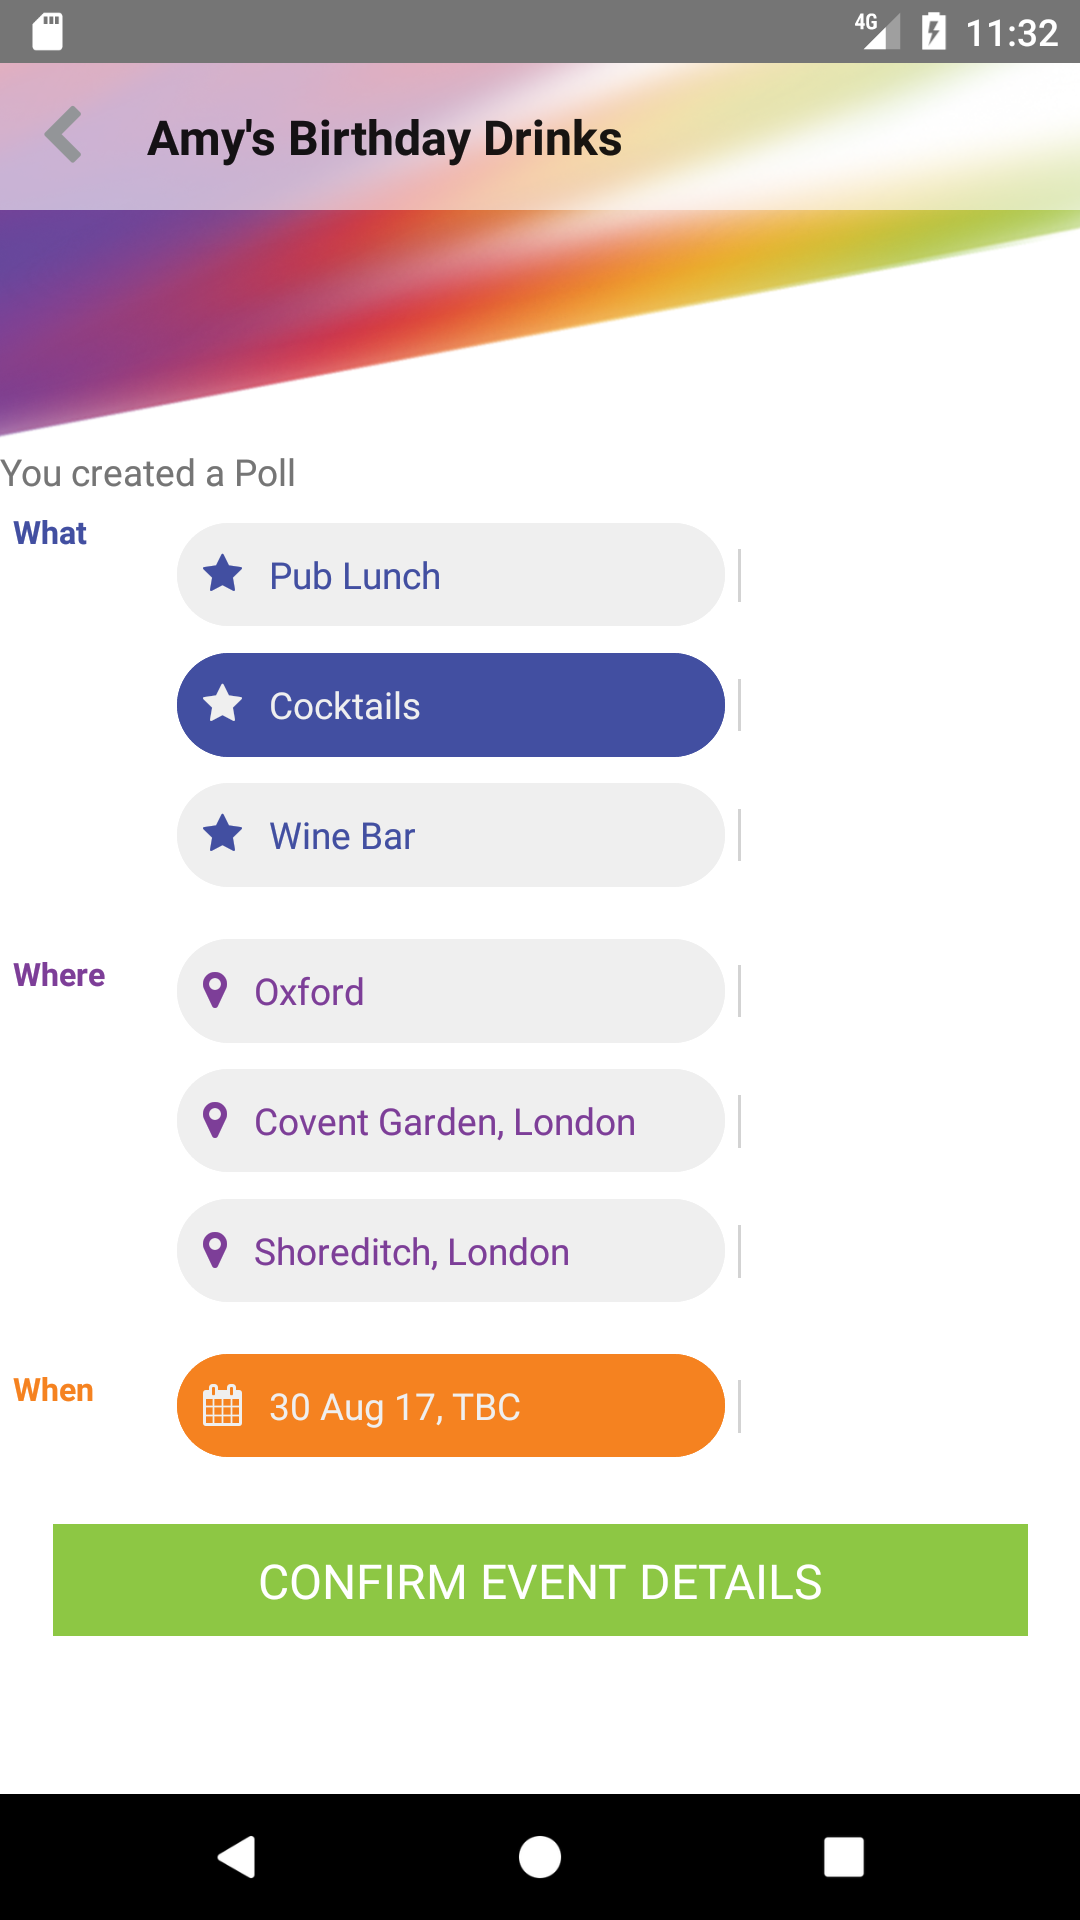 4G 11:32
Amy's Birthday Drinks
You created a Poll
What
Pub Lunch
Cocktails
Wine Bar
Where
Oxford
Covent Garden, London
Shoreditch, London
When
30 Aug 17, TBC
CONFIRM EVENT DETAILS